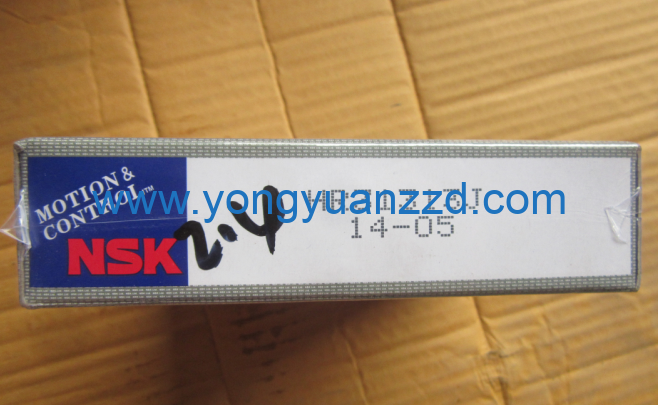 MOTION &
CONTROL™
NSK
2.4
www.yongyuanzzd.com
14-05